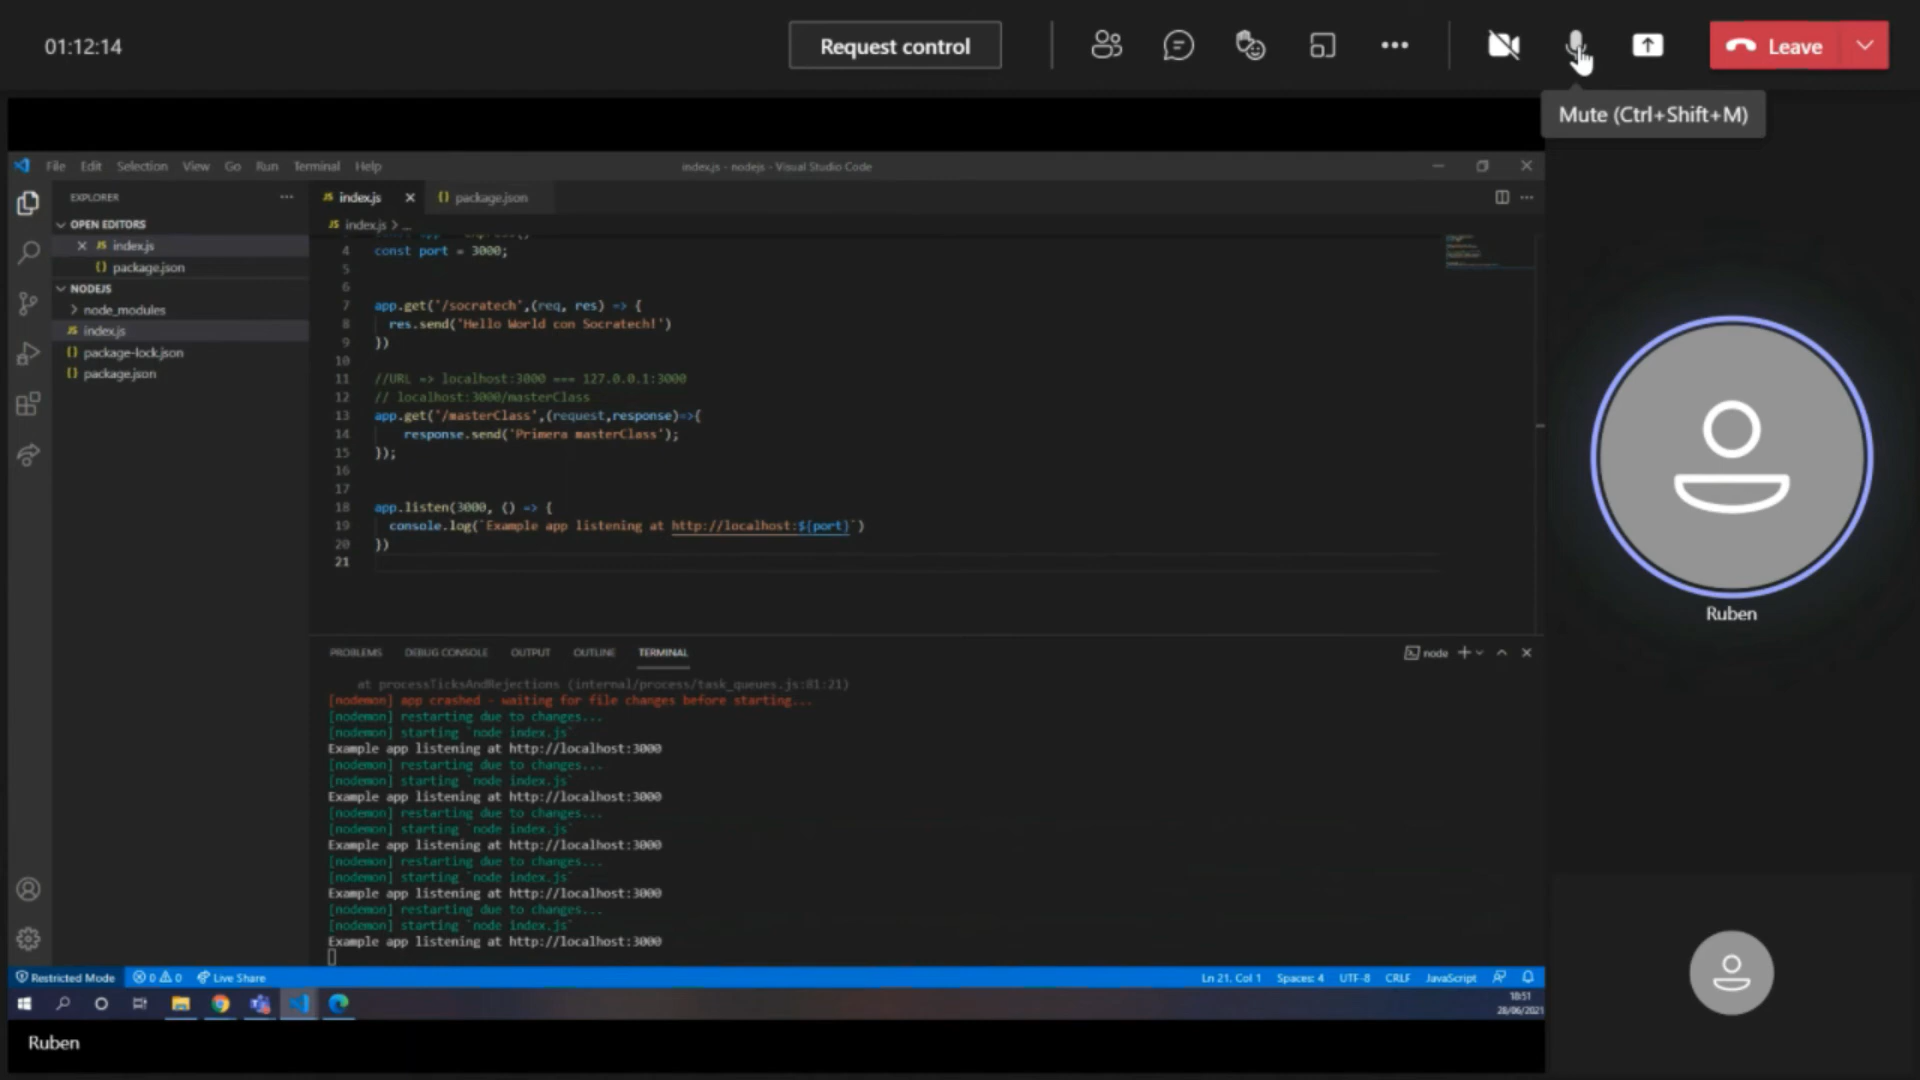 01:12:14
Request control
Leave
Mute (Ctrl+Shift+M)
File Edit Selection View Go Run Terminal Help
index.js - nodejs - Visual Studio Code
EXPLORER
JS index.js
{} package.json
OPEN EDITORS
JS index.js > ...
JS index.js
{} package.json
NODEJS
node_modules
JS index.js
{} package-lock.json
{} package.json
4 const port = 3000;
5
6
7 app.get('/socratech',(req, res) => {
8 res.send('Hello World con Socratech!')
9 })
10
11 //URL => localhost:3000 === 127.0.0.1:3000
12 // localhost:3000/masterClass
13 app.get('/masterClass',(request,response)=>{
14 response.send('Primera masterClass');
15 });
16
17
18 app.listen(3000, () => {
19 console.log(`Example app listening at http://localhost:${port}`)
20 })
21
Ruben
PROBLEMS DEBUG CONSOLE OUTPUT OUTLINE TERMINAL
node
at processTicksAndRejections (internal/process/task_queues.js:81:21)
[nodemon] app crashed - waiting for file changes before starting...
[nodemon] restarting due to changes...
[nodemon] starting `node index.js`
Example app listening at http://localhost:3000
[nodemon] restarting due to changes...
[nodemon] starting `node index.js`
Example app listening at http://localhost:3000
[nodemon] restarting due to changes...
[nodemon] starting `node index.js`
Example app listening at http://localhost:3000
[nodemon] restarting due to changes...
[nodemon] starting `node index.js`
Example app listening at http://localhost:3000
[nodemon] restarting due to changes...
[nodemon] starting `node index.js`
Example app listening at http://localhost:3000
Restricted Mode 0 0 Live Share
Ln 21, Col 1 Spaces: 4 UTF-8 CRLF JavaScript
18:51
28/06/2021
Ruben